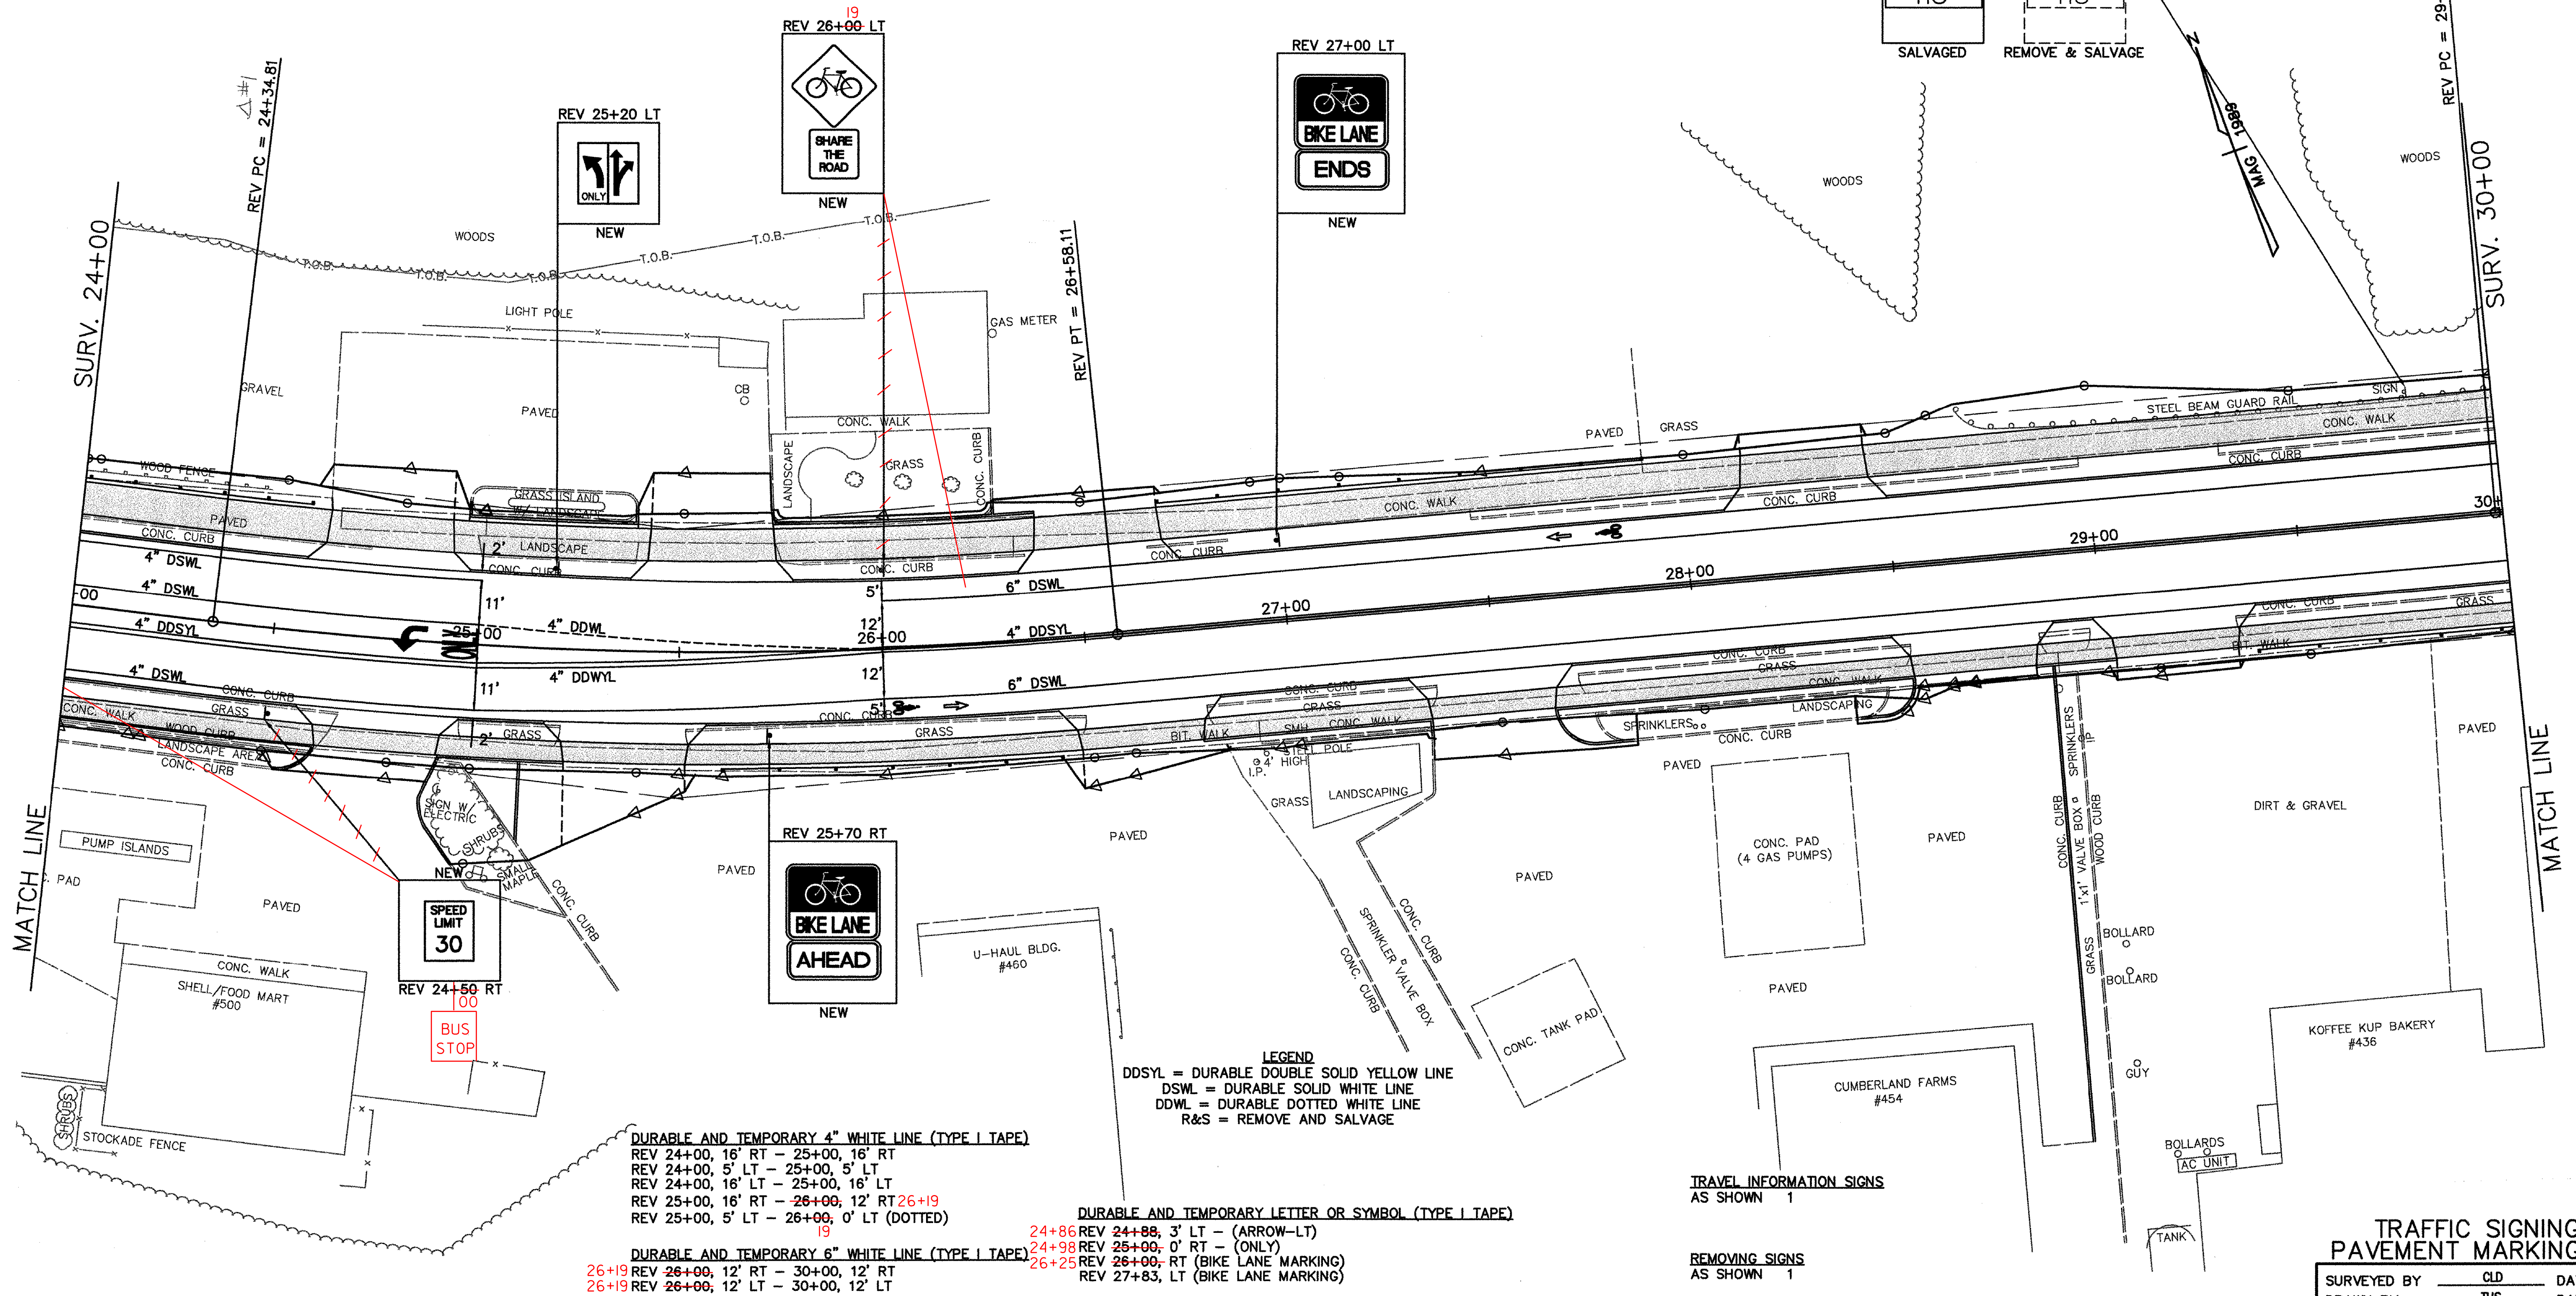 19
REV 26+00 LT
SHARE
THE
ROAD
NEW
REV 25+20 LT
ONLY
NEW
REV 27+00 LT
BIKE LANE
ENDS
NEW
SALVAGED
REMOVE & SALVAGE
REV PC = 29+
MAG 1989
Z
WOODS
WOODS
SURV. 30+00
△ #1
REV PC = 24+34.81
SURV. 24+00
WOODS
T.O.B.
T.O.B.
T.O.B.
T.O.B.
T.O.B.
T.O.B.
LIGHT POLE
GAS METER
REV PT = 26+58.11
GRAVEL
PAVED
CB
CONC. WALK
LANDSCAPE
GRASS
CONC. CURB
PAVED
GRASS
STEEL BEAM GUARD RAIL
SIGN
CONC. WALK
CONC. CURB
WOOD FENCE
GRASS ISLAND
W/ LANDSCAPE
PAVED
CONC. CURB
2'
LANDSCAPE
CONC. CURB
CONC. CURB
CONC. CURB
CONC. WALK
CONC. CURB
4" DSWL
4" DSWL
4" DDSYL
4" DSWL
+00
11'
25+00
ONLY
4" DDWL
4" DDWYL
11'
5'
12'
26+00
12'
5'
6" DSWL
4" DDSYL
6" DSWL
27+00
28+00
29+00
30+
CONC. CURB
GRASS
CONC. WALK
WOOD CURB
LANDSCAPE AREA
CONC. CURB
2'
GRASS
CONC. CURB
GRASS
BIT. WALK
CONC. CURB
GRASS
SMH
CONC. WALK
6" STEEL POLE
4' HIGH
I.P.
GRASS
LANDSCAPING
CONC. CURB
GRASS
CONC. WALK
LANDSCAPING
SPRINKLERS
CONC. CURB
CONC. CURB
GRASS
BIT. WALK
PAVED
MATCH LINE
PUMP ISLANDS
C. PAD
PAVED
SIGN W/
ELECTRIC
SHRUBS
SMALL
MAPLE
CONC. CURB
NEW
SPEED
LIMIT
30
REV 24+50 RT
00
BUS
STOP
CONC. WALK
SHELL/FOOD MART
#500
SHRUBS
STOCKADE FENCE
PAVED
REV 25+70 RT
BIKE LANE
AHEAD
NEW
U-HAUL BLDG.
#460
PAVED
CONC. CURB
SPRINKLER VALVE BOX
CONC. CURB
PAVED
CONC. TANK PAD
PAVED
CONC. PAD
(4 GAS PUMPS)
PAVED
PAVED
CONC. CURB
1'x1' VALVE BOX
SPRINKLERS
WOOD CURB
I.P.
GRASS
DIRT & GRAVEL
BOLLARD
BOLLARD
GUY
BOLLARDS
AC UNIT
TANK
CUMBERLAND FARMS
#454
KOFFEE KUP BAKERY
#436
MATCH LINE
LEGEND
DDSYL = DURABLE DOUBLE SOLID YELLOW LINE
DSWL = DURABLE SOLID WHITE LINE
DDWL = DURABLE DOTTED WHITE LINE
R&S = REMOVE AND SALVAGE
DURABLE AND TEMPORARY 4" WHITE LINE (TYPE I TAPE)
REV 24+00, 16' RT - 25+00, 16' RT
REV 24+00, 5' LT - 25+00, 5' LT
REV 24+00, 16' LT - 25+00, 16' LT
REV 25+00, 16' RT - 26+00, 12' RT 26+19
REV 25+00, 5' LT - 26+00, 0' LT (DOTTED)
19
DURABLE AND TEMPORARY 6" WHITE LINE (TYPE I TAPE)
26+19 REV 26+00, 12' RT - 30+00, 12' RT
26+19 REV 26+00, 12' LT - 30+00, 12' LT
DURABLE AND TEMPORARY LETTER OR SYMBOL (TYPE I TAPE)
24+86 REV 24+88, 3' LT - (ARROW-LT)
24+98 REV 25+00, 0' RT - (ONLY)
26+25 REV 26+00, RT (BIKE LANE MARKING)
REV 27+83, LT (BIKE LANE MARKING)
TRAVEL INFORMATION SIGNS
AS SHOWN 1
REMOVING SIGNS
AS SHOWN 1
TRAFFIC SIGNING
PAVEMENT MARKING
SURVEYED BY CLD DA